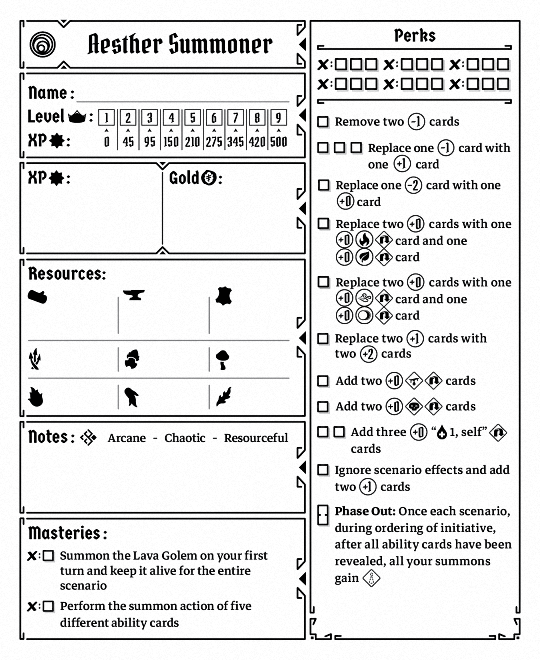 Aesther Summoner
Name:
Level : 1 2 3 4 5 6 7 8 9
XP : 0 45 95 150 210 275 345 420 500
XP :
Gold :
Resources:
Notes: Arcane - Chaotic - Resourceful
Masteries:
Summon the Lava Golem on your first
turn and keep it alive for the entire
scenario
Perform the summon action of five
different ability cards
Perks
Remove two -1 cards
Replace one -1 card with
one +1 card
Replace one -2 card with one
+0 card
Replace two +0 cards with one
+0 card and one
+0 card
Replace two +0 cards with one
+0 card and one
+0 card
Replace two +1 cards with
two +2 cards
Add two +0 cards
Add two +0 cards
Add three +0 “ 1, self”
cards
Ignore scenario effects and add
two +1 cards
Phase Out: Once each scenario,
during ordering of initiative,
after all ability cards have been
revealed, all your summons
gain